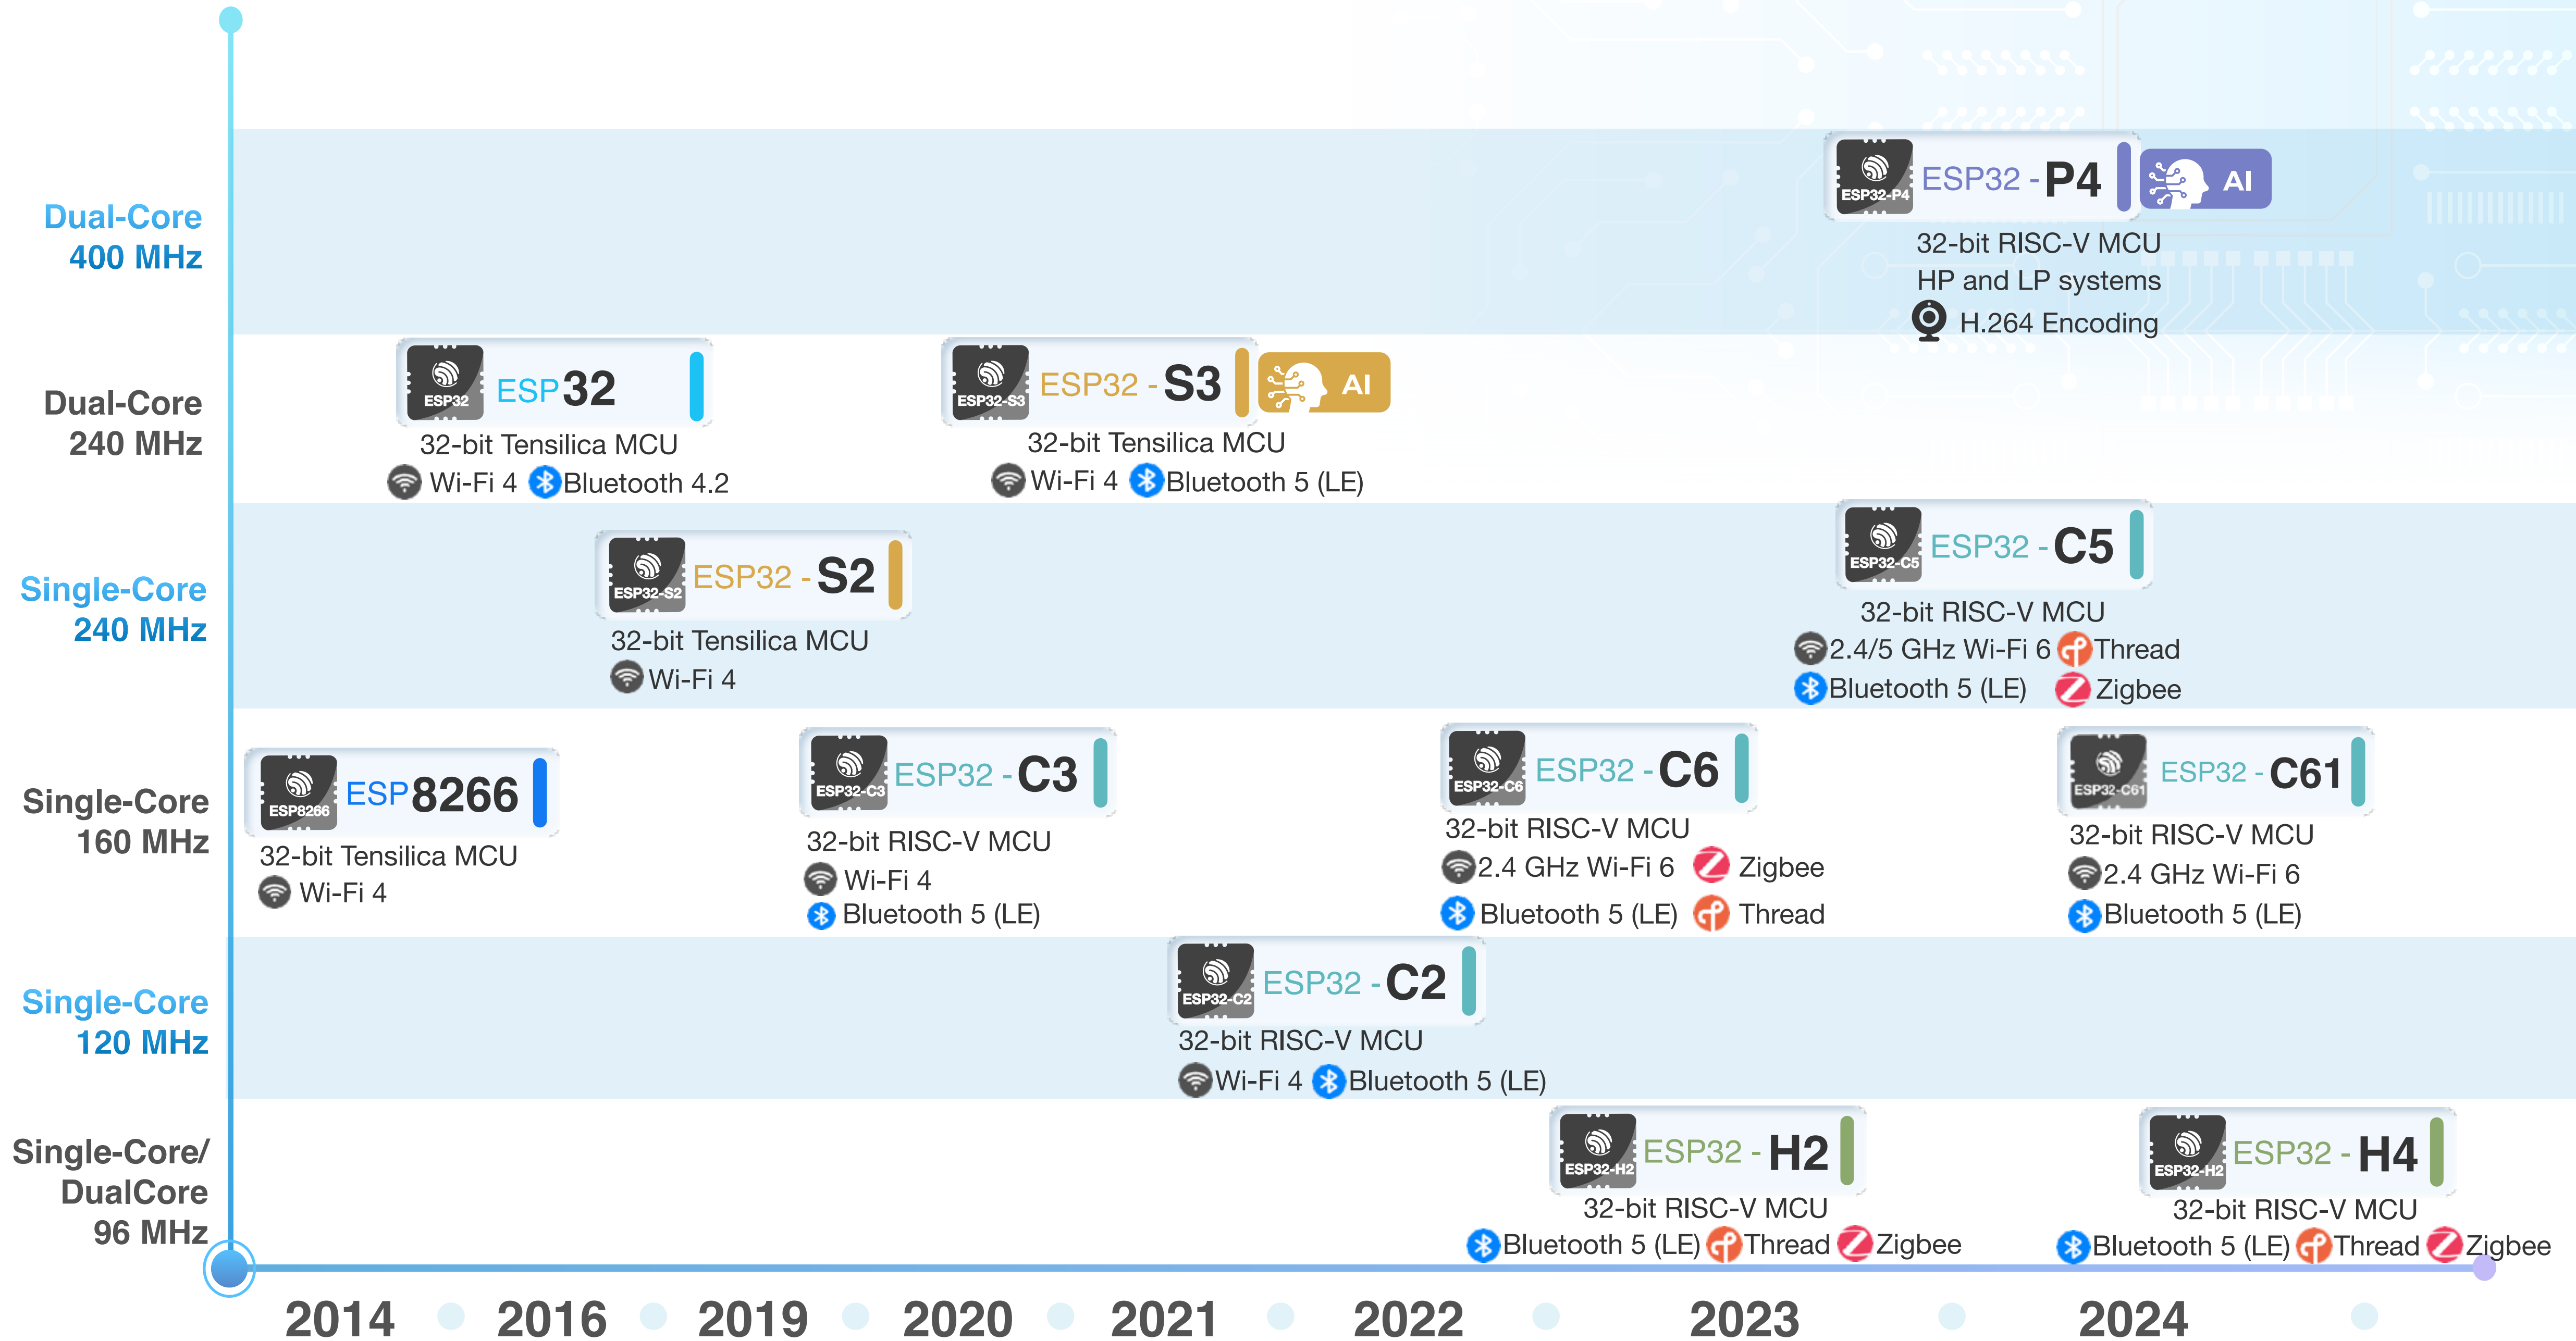 Dual-Core
400 MHz
ESP32-P4
ESP32 - P4
AI
32-bit RISC-V MCU
HP and LP systems
H.264 Encoding
Dual-Core
240 MHz
ESP32
ESP32
32-bit Tensilica MCU
Wi-Fi 4 Bluetooth 4.2
ESP32-S3
ESP32 - S3
AI
32-bit Tensilica MCU
Wi-Fi 4 Bluetooth 5 (LE)
Single-Core
240 MHz
ESP32-S2
ESP32 - S2
32-bit Tensilica MCU
Wi-Fi 4
ESP32-C5
ESP32 - C5
32-bit RISC-V MCU
2.4/5 GHz Wi-Fi 6 Thread
Bluetooth 5 (LE) Zigbee
Single-Core
160 MHz
ESP8266
ESP8266
32-bit Tensilica MCU
Wi-Fi 4
ESP32-C3
ESP32 - C3
32-bit RISC-V MCU
Wi-Fi 4
Bluetooth 5 (LE)
ESP32-C6
ESP32 - C6
32-bit RISC-V MCU
2.4 GHz Wi-Fi 6 Zigbee
Bluetooth 5 (LE) Thread
ESP32-C61
ESP32 - C61
32-bit RISC-V MCU
2.4 GHz Wi-Fi 6
Bluetooth 5 (LE)
Single-Core
120 MHz
ESP32-C2
ESP32 - C2
32-bit RISC-V MCU
Wi-Fi 4 Bluetooth 5 (LE)
Single-Core/
DualCore
96 MHz
ESP32-H2
ESP32 - H2
32-bit RISC-V MCU
Bluetooth 5 (LE) Thread Zigbee
ESP32-H2
ESP32 - H4
32-bit RISC-V MCU
Bluetooth 5 (LE) Thread Zigbee
2014 2016 2019 2020 2021 2022 2023 2024